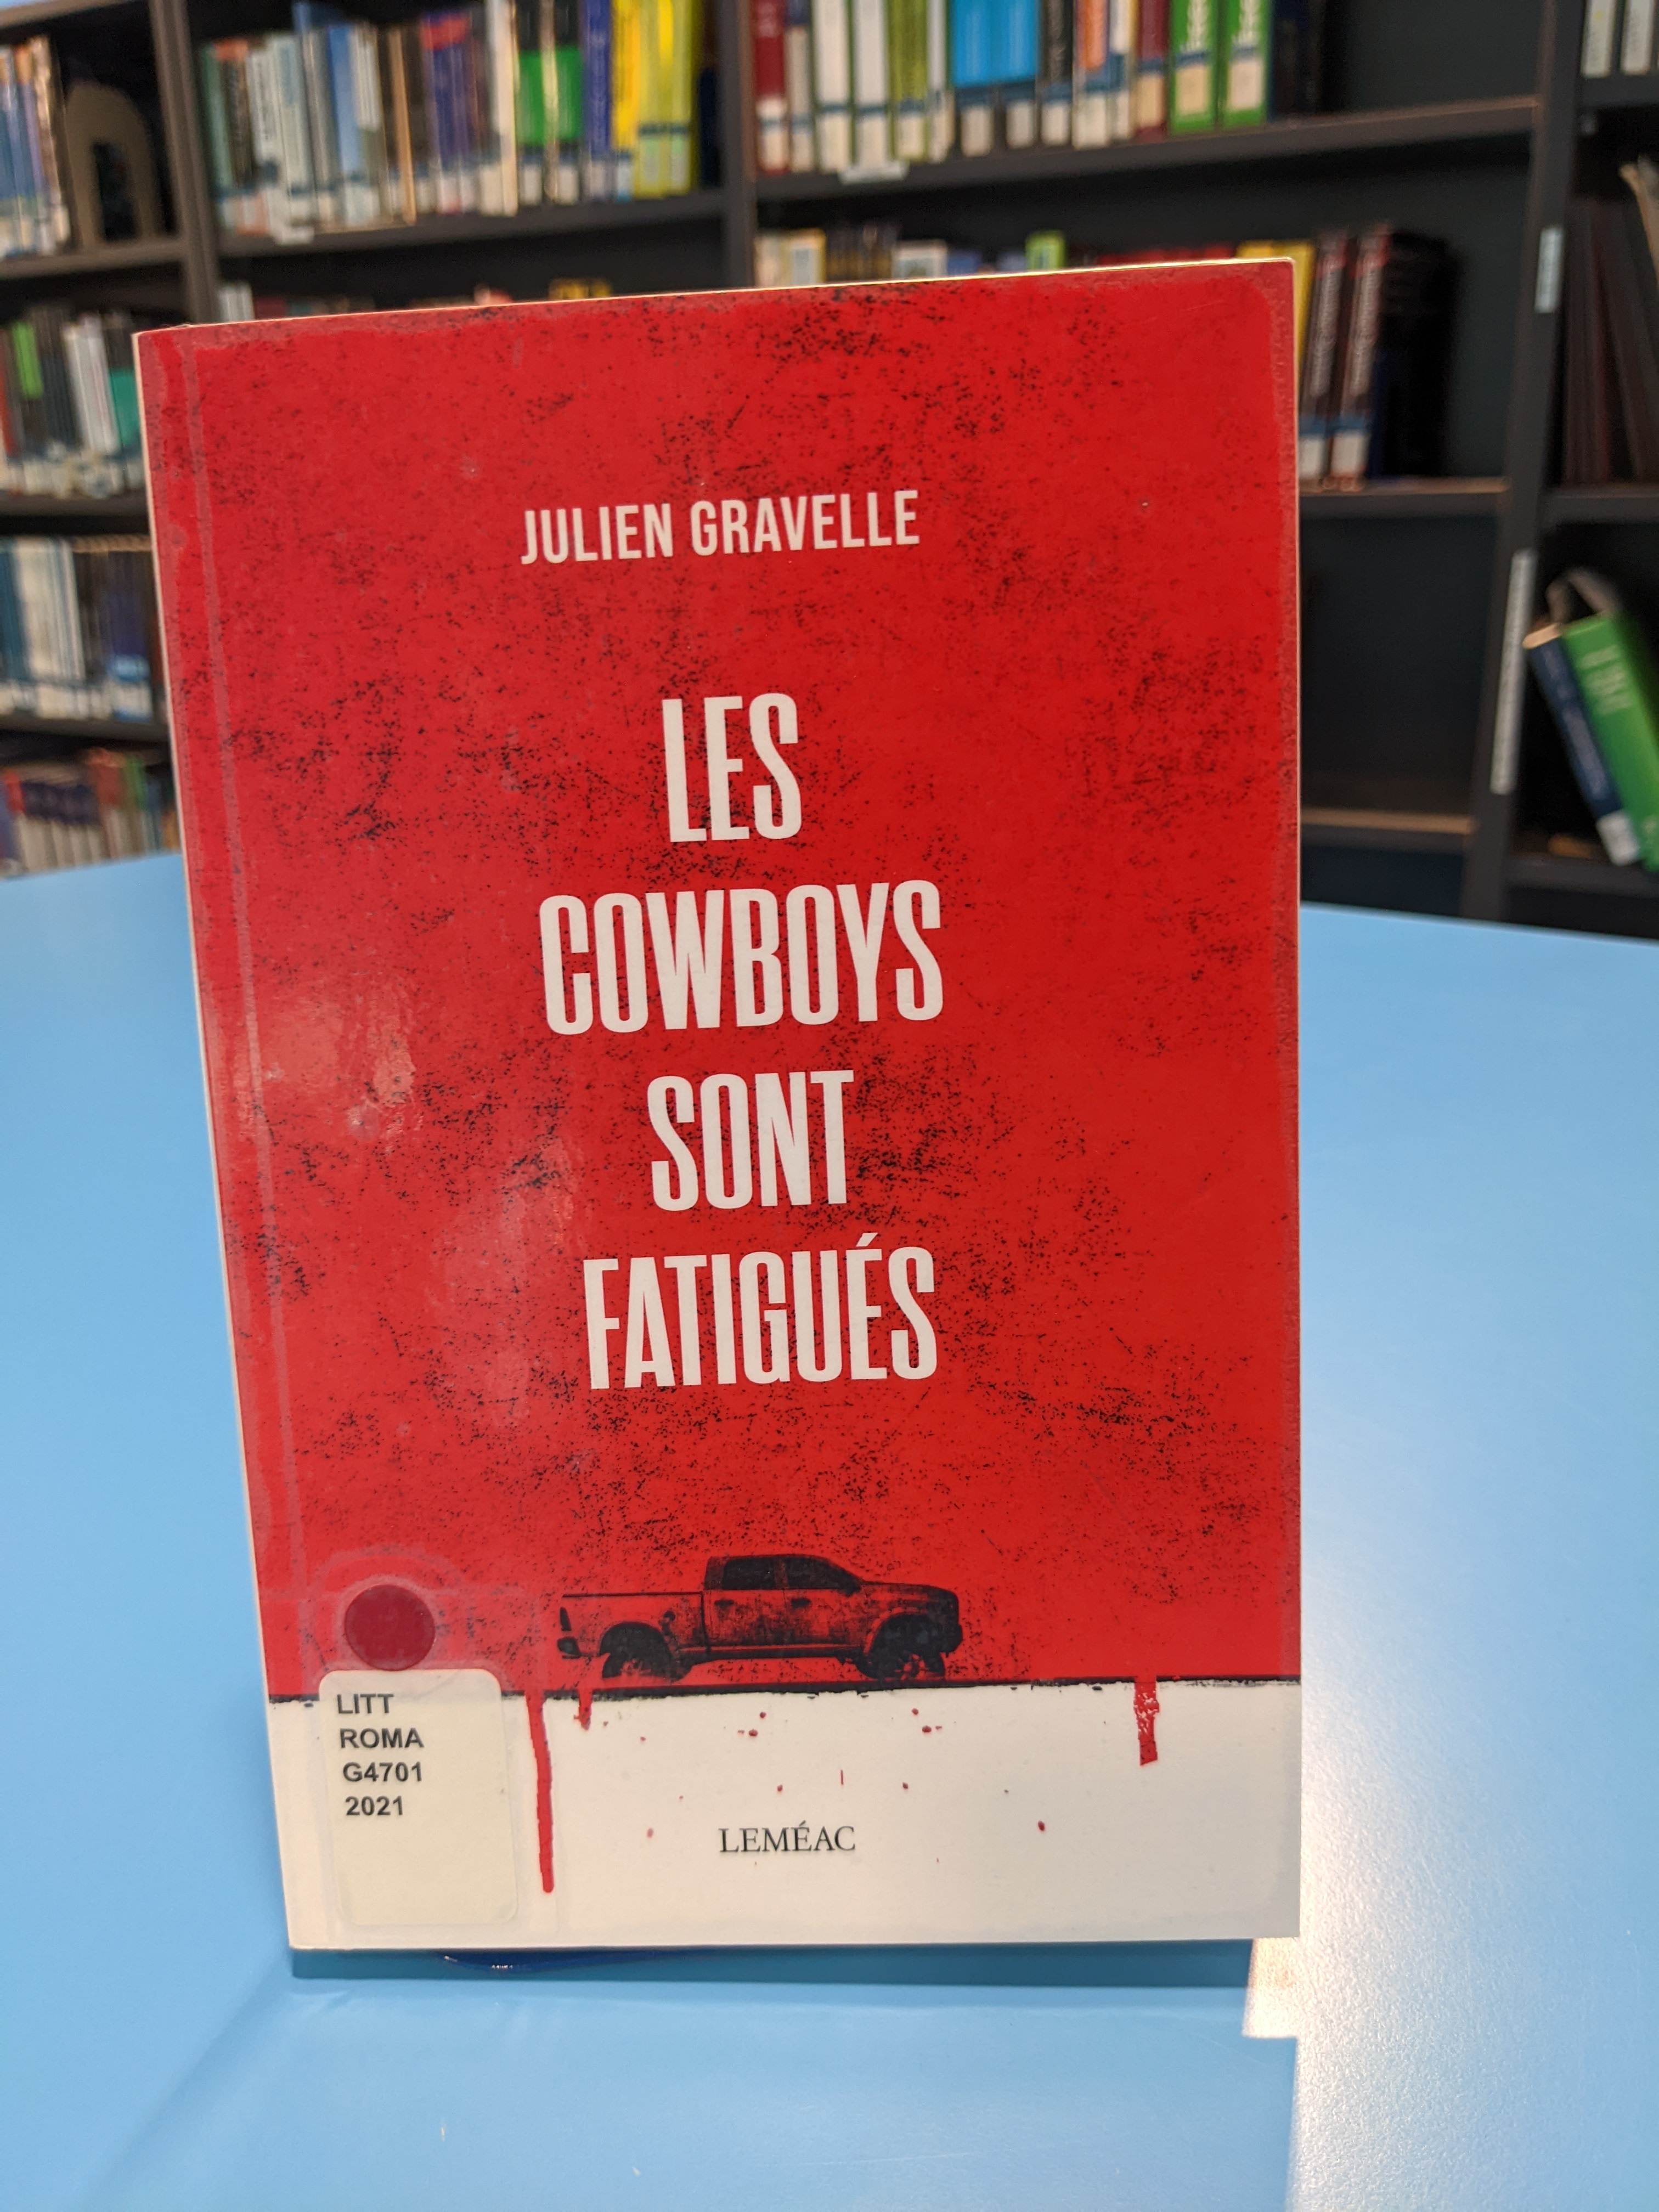 JULIEN GRAVELLE
LES
COWBOYS
SONT
FATIGUÉS
LITT
ROMA
G4701
2021
LEMÉAC